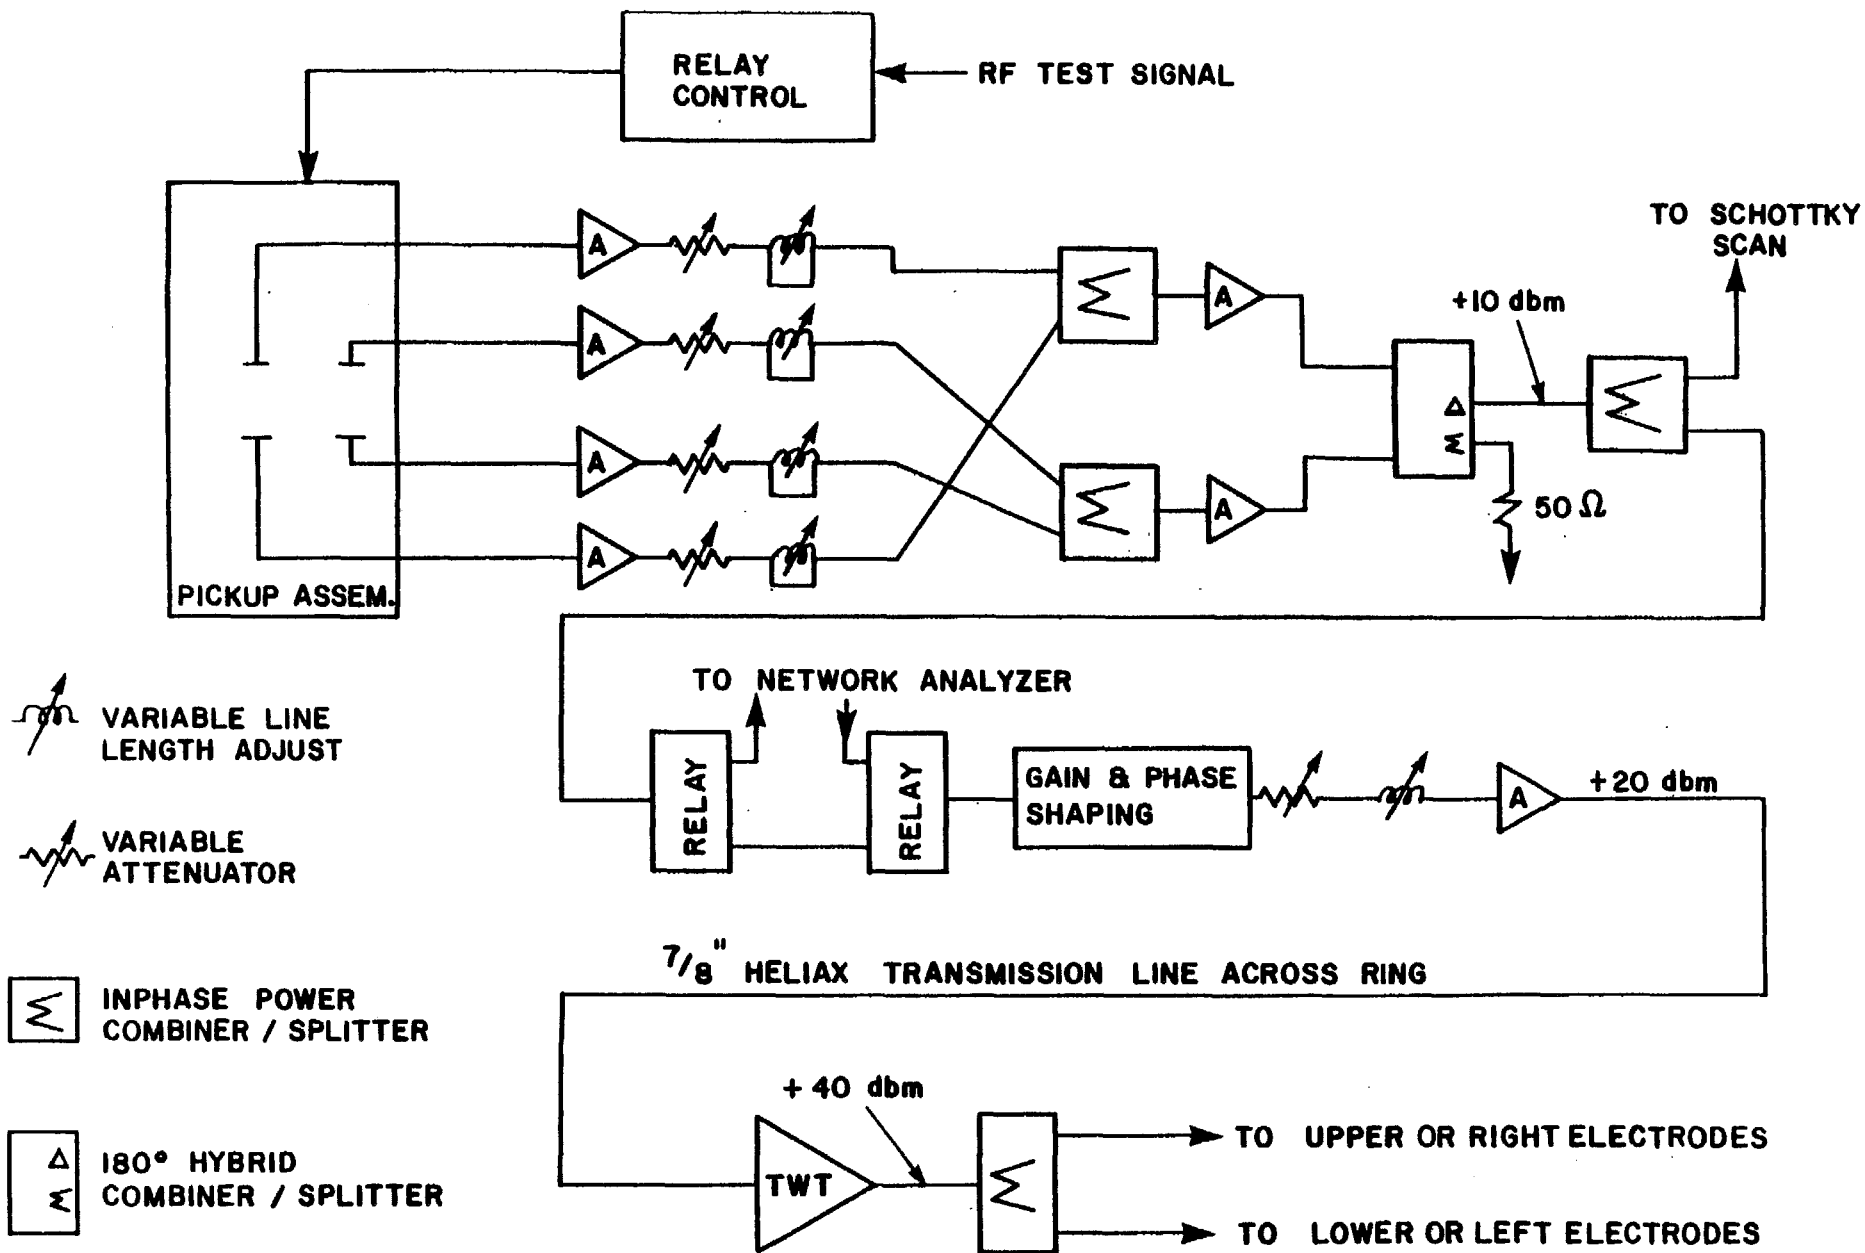 RELAY
CONTROL
RF TEST SIGNAL
TO SCHOTTKY
SCAN
A
A
A
A
A
A
+10 dbm
Δ
Σ
50 Ω
PICKUP ASSEM.
Σ
Σ
Σ
TO NETWORK ANALYZER
RELAY
RELAY
GAIN & PHASE
SHAPING
A
+20 dbm
VARIABLE LINE
LENGTH ADJUST
VARIABLE
ATTENUATOR
7/8" HELIAX TRANSMISSION LINE ACROSS RING
Σ
INPHASE POWER
COMBINER / SPLITTER
+ 40 dbm
TWT
Σ
TO UPPER OR RIGHT ELECTRODES
TO LOWER OR LEFT ELECTRODES
Δ
Σ
180° HYBRID
COMBINER / SPLITTER